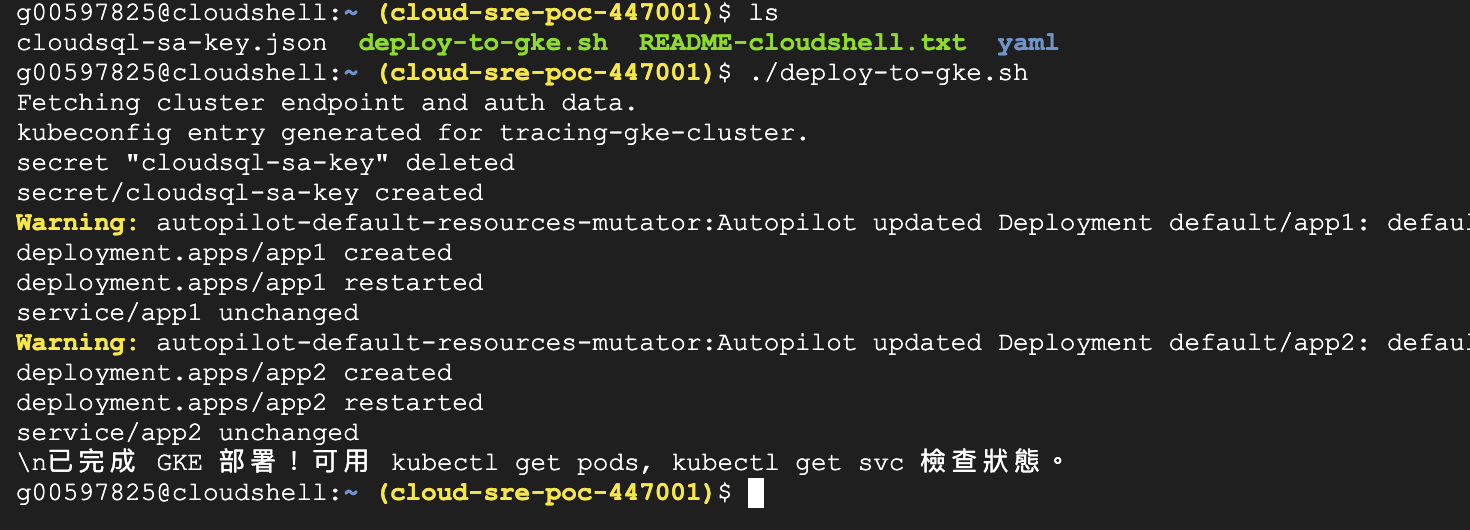 g00597825@cloudshell:~ (cloud-sre-poc-447001)$ ls
cloudsql-sa-key.json  deploy-to-gke.sh  README-cloudshell.txt  yaml
g00597825@cloudshell:~ (cloud-sre-poc-447001)$ ./deploy-to-gke.sh
Fetching cluster endpoint and auth data.
kubeconfig entry generated for tracing-gke-cluster.
secret "cloudsql-sa-key" deleted
secret/cloudsql-sa-key created
Warning: autopilot-default-resources-mutator:Autopilot updated Deployment default/app1: defaul
deployment.apps/app1 created
deployment.apps/app1 restarted
service/app1 unchanged
Warning: autopilot-default-resources-mutator:Autopilot updated Deployment default/app2: defaul
deployment.apps/app2 created
deployment.apps/app2 restarted
service/app2 unchanged
\n已完成 GKE 部署！可用 kubectl get pods, kubectl get svc 檢查狀態。
g00597825@cloudshell:~ (cloud-sre-poc-447001)$